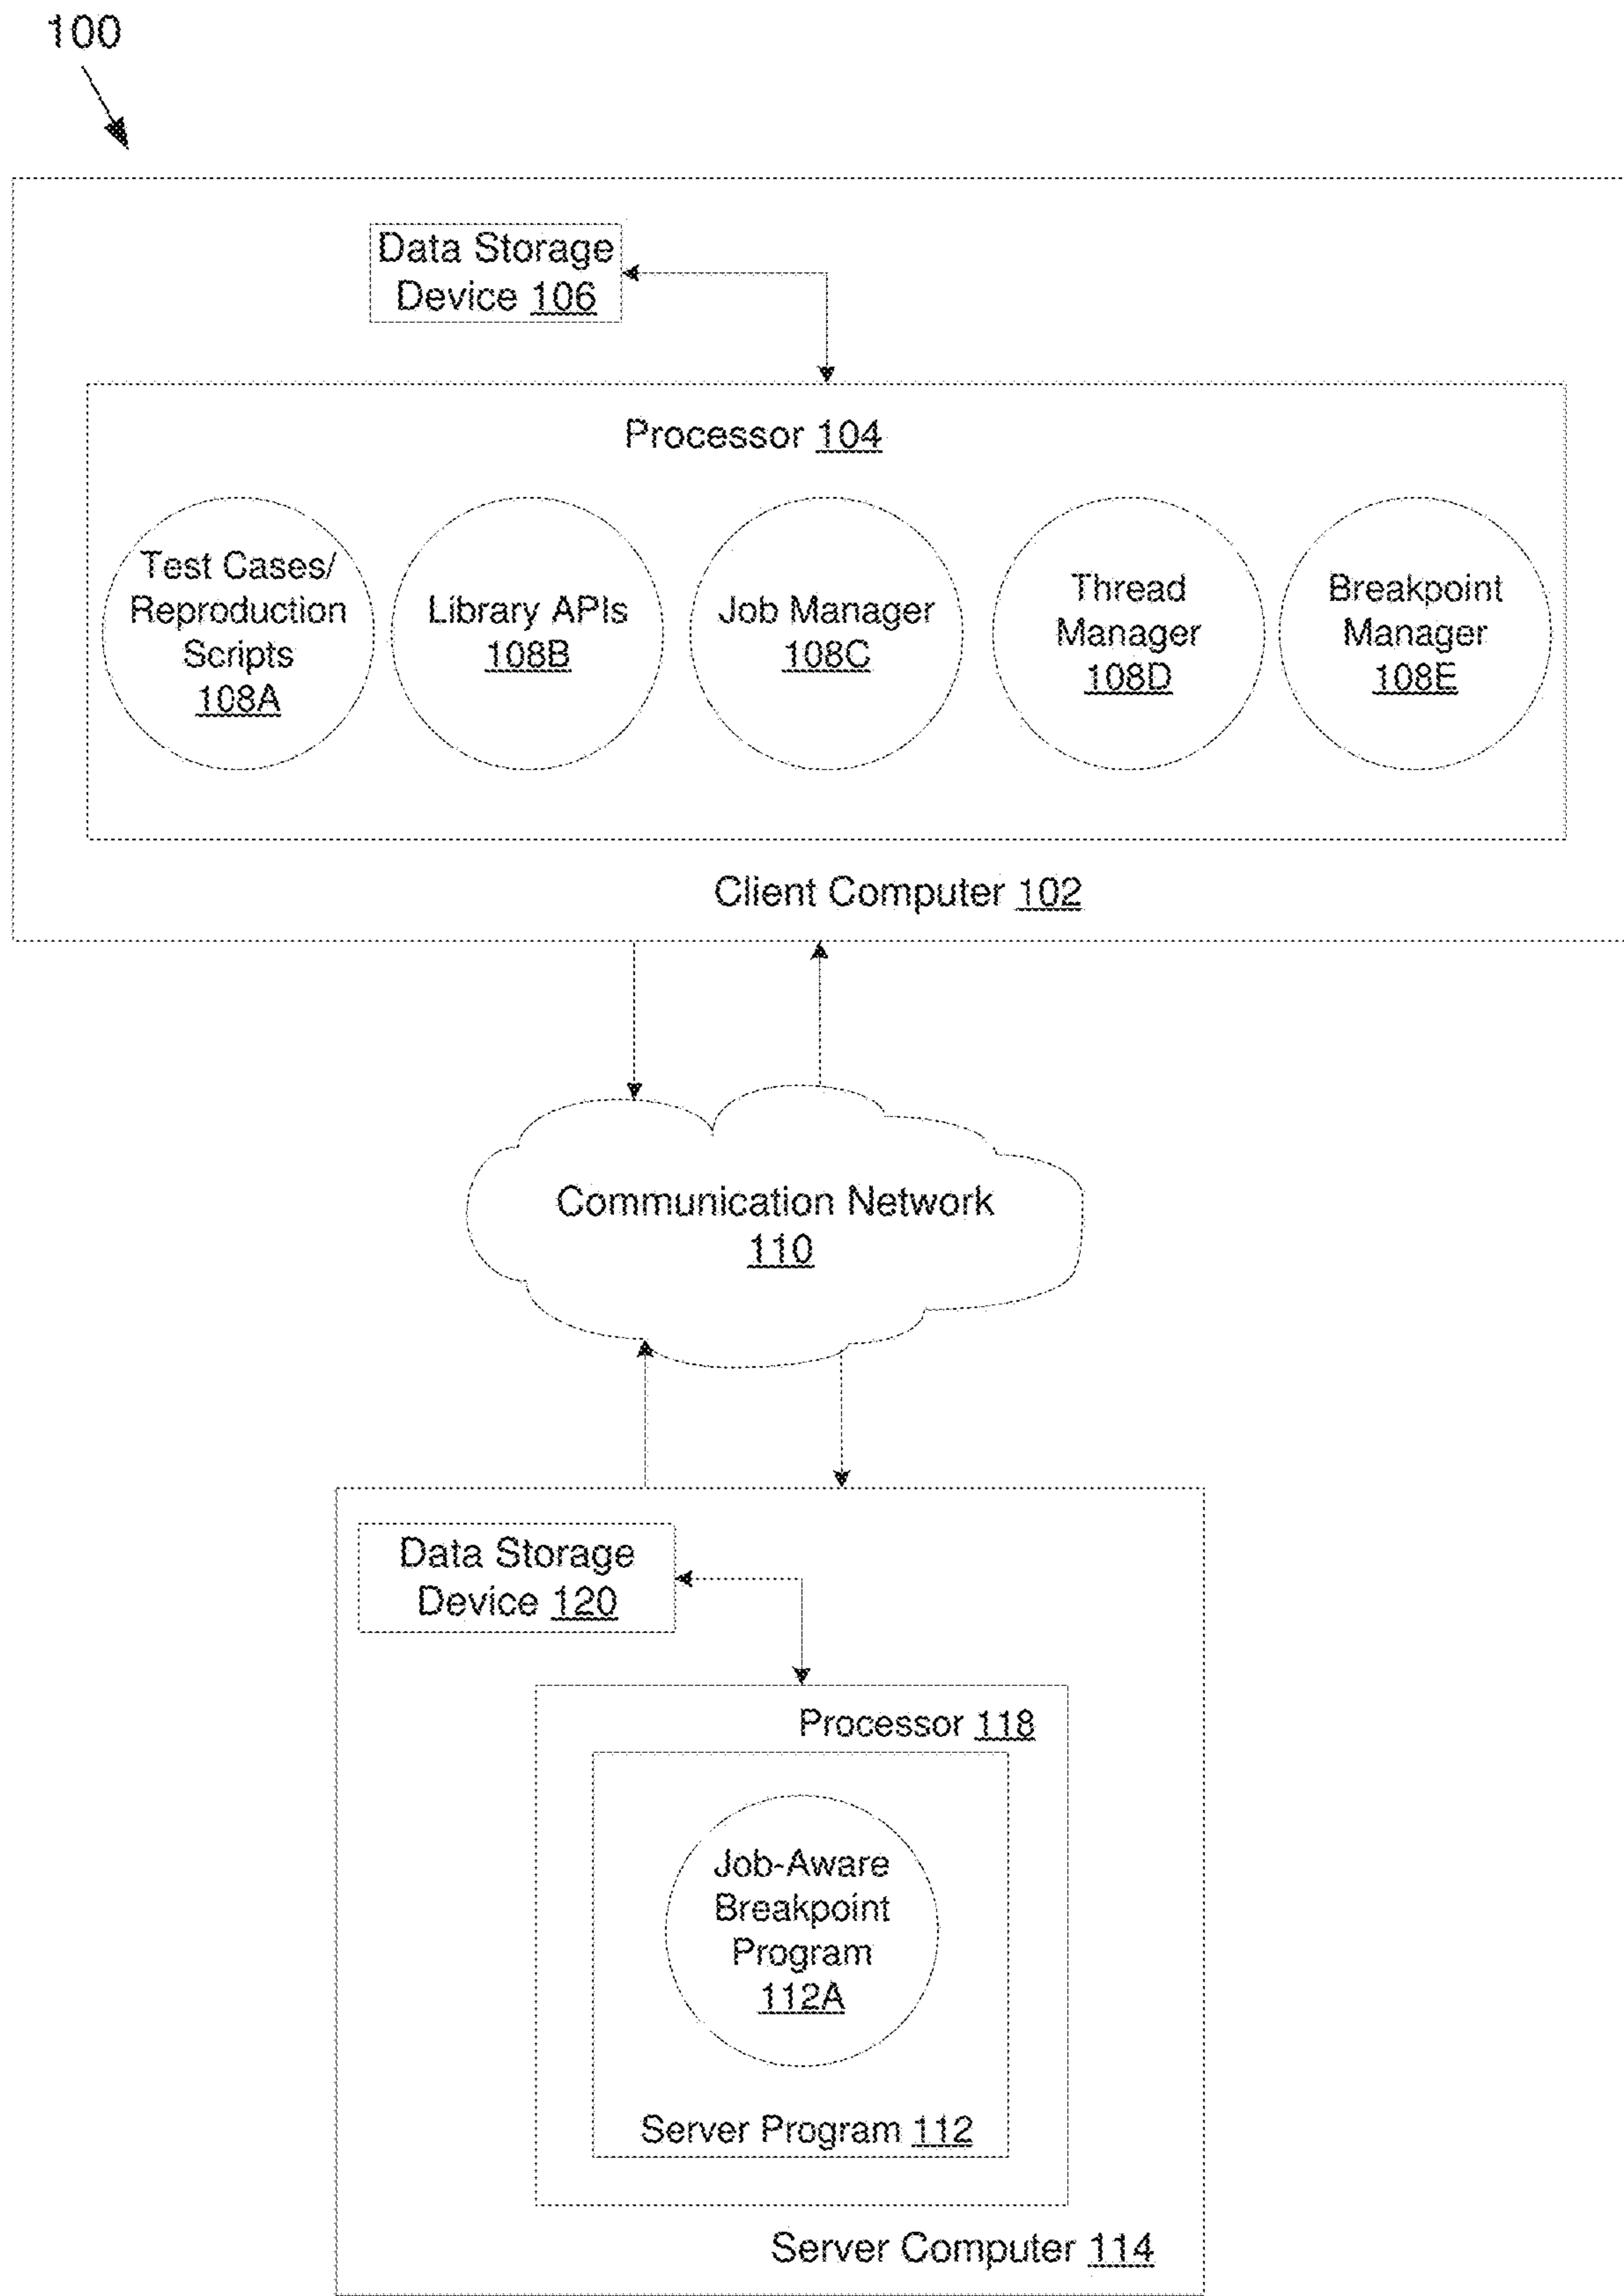 100
Data Storage
Device 106
Processor 104
Test Cases/
Reproduction
Scripts
108A
Library APIs
108B
Job Manager
108C
Thread
Manager
108D
Breakpoint
Manager
108E
Client Computer 102
Communication Network
110
Data Storage
Device 120
Processor 118
Job-Aware
Breakpoint
Program
112A
Server Program 112
Server Computer 114